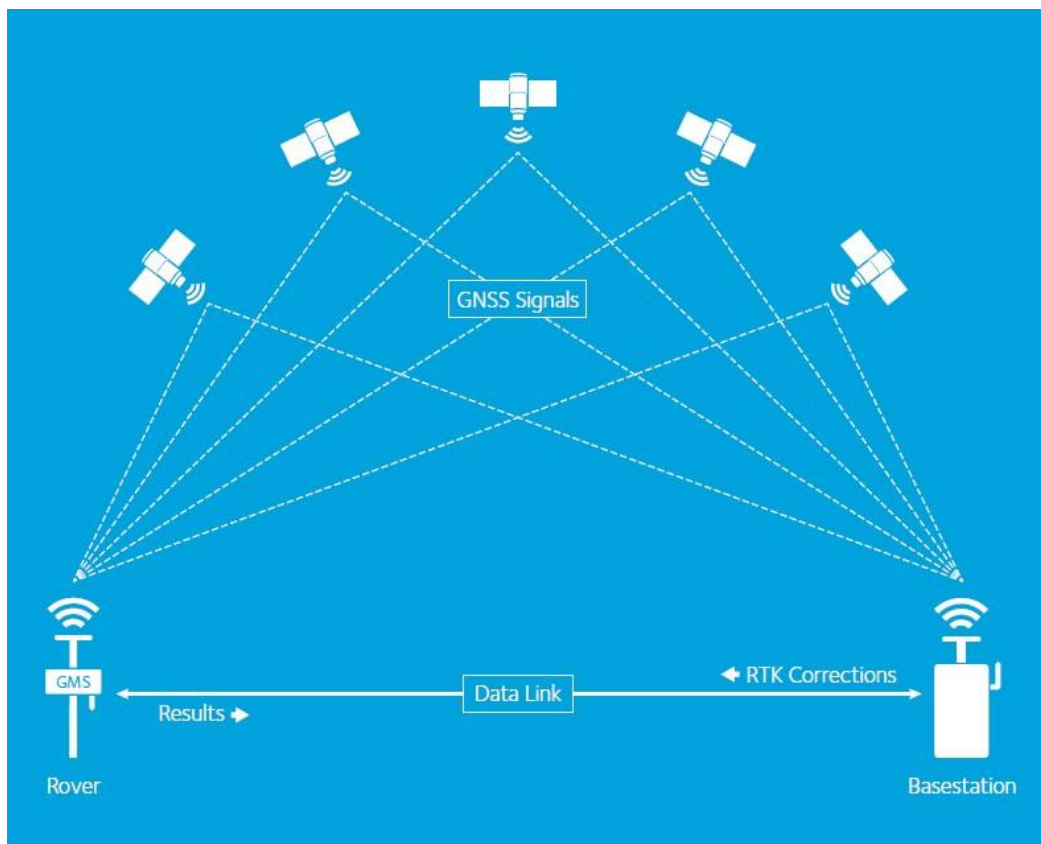 GNSS Signals
RTK Corrections
GMS
Data Link
Results
Rover
Basestation